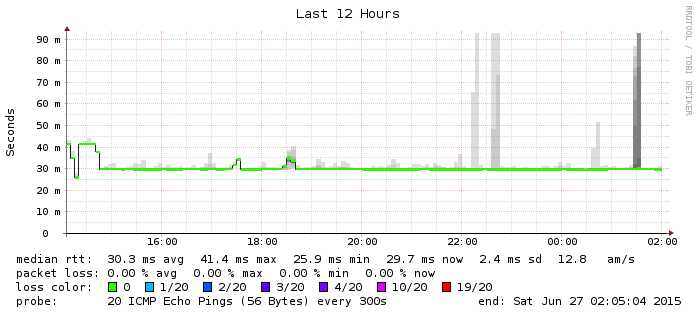 Last 12 Hours
RRDTOOL / TOBI OETIKER
Seconds
90 m
80 m
70 m
60 m
50 m
40 m
30 m
20 m
10 m
0
16:00 18:00 20:00 22:00 00:00 02:00
median rtt: 30.3 ms avg 41.4 ms max 25.9 ms min 29.7 ms now 2.4 ms sd 12.8 am/s
packet loss: 0.00 % avg 0.00 % max 0.00 % min 0.00 % now
loss color: 0 1/20 2/20 3/20 4/20 10/20 19/20
probe: 20 ICMP Echo Pings (56 Bytes) every 300s end: Sat Jun 27 02:05:04 2015